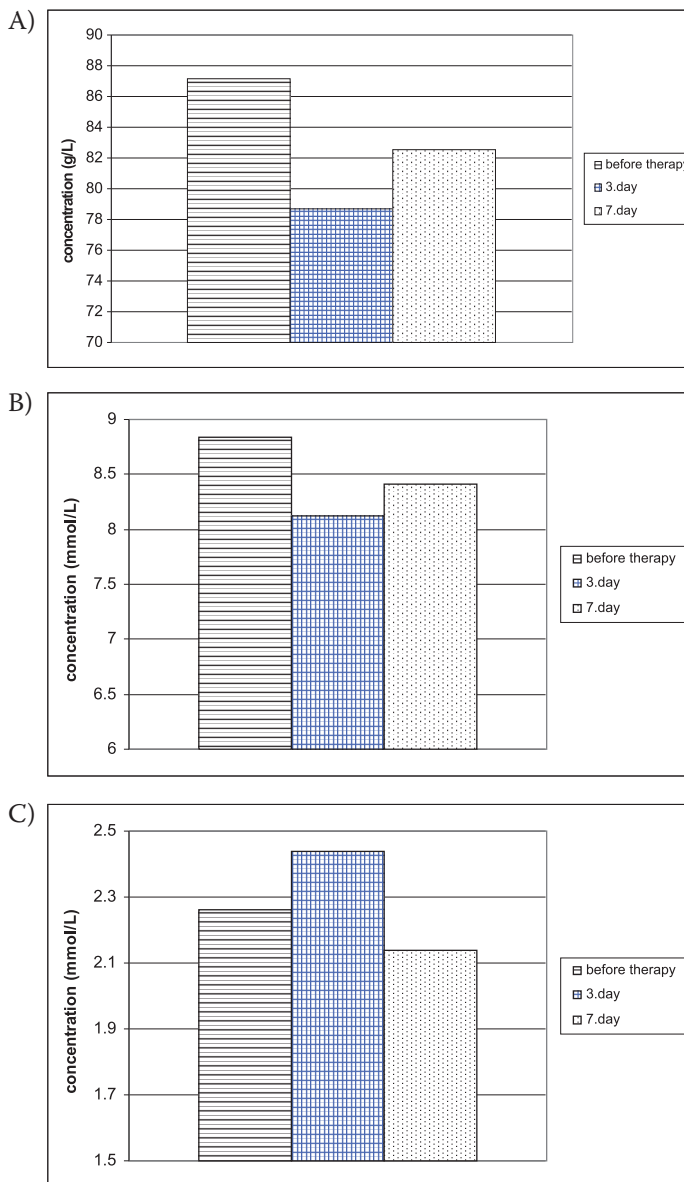 A)
90
88
86
84
82
80
78
76
74
72
70
concentration (g/L)
before therapy
3.day
7.day
B)
9
8.5
8
7.5
7
6.5
6
concentration (mmol/L)
before therapy
3.day
7.day
C)
2.5
2.3
2.1
1.9
1.7
1.5
concentration (mmol/L)
before therapy
3.day
7.day